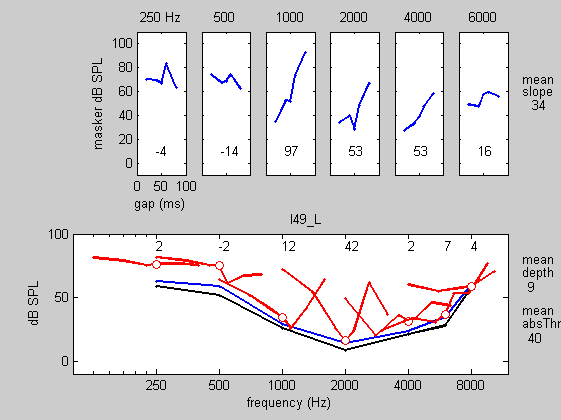 250 Hz 500 1000 2000 4000 6000
masker dB SPL
100
80
60
40
20
0
-4 -14 97 53 53 16
0 50 100
gap (ms)
mean
slope
34
I49_L
dB SPL
100
50
0
2 -2 12 42 2 7 4
250 500 1000 2000 4000 8000
frequency (Hz)
mean
depth
9
mean
absThr
40